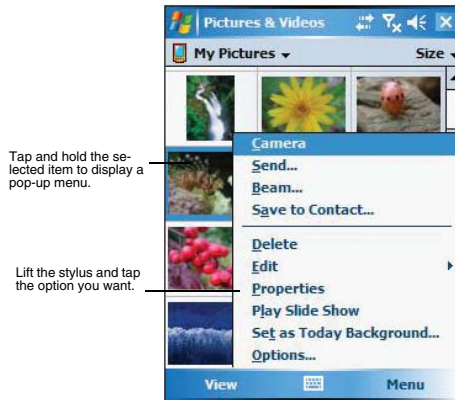 Pictures & Videos
My Pictures
Size
Tap and hold the se-
lected item to display a
pop-up menu.
Lift the stylus and tap
the option you want.
Camera
Send...
Beam...
Save to Contact...
Delete
Edit
Properties
Play Slide Show
Set as Today Background...
Options...
View
Menu